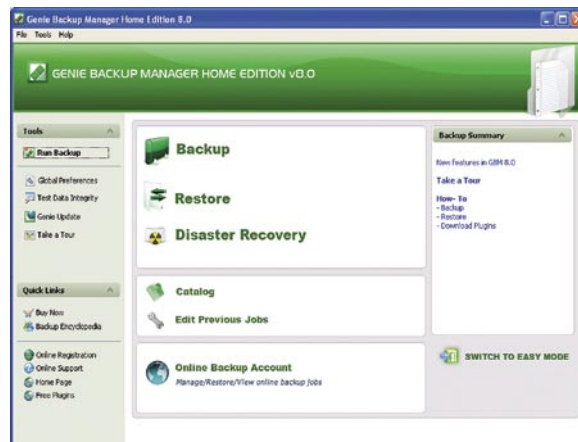 Genie Backup Manager Home Edition 8.0
File Tools Help
GENIE BACKUP MANAGER HOME EDITION v8.0
Tools
Run Backup
Global Preferences
Test Data Integrity
Genie Update
Take a Tour
Quick Links
Buy Now
Backup Encyclopedia
Online Registration
Online Support
Home Page
Free Plugins
Backup
Restore
Disaster Recovery
Catalog
Edit Previous Jobs
Online Backup Account
Manage/Restore/View online backup jobs
Backup Summary
New features in GBM 8.0
Take a Tour
How- To
- Backup
- Restore
- Download Plugins
SWITCH TO EASY MODE